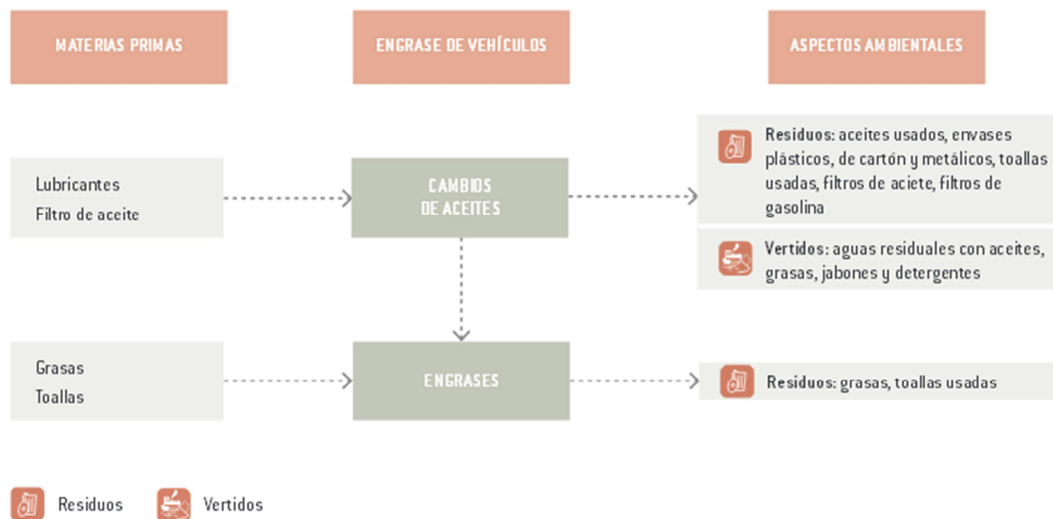 MATERIAS PRIMAS
ENGRASE DE VEHÍCULOS
ASPECTOS AMBIENTALES
Lubricantes
Filtro de aceite
CAMBIOS
DE ACEITES
Residuos: aceites usados, envases
plásticos, de cartón y metálicos, toallas
usadas, filtros de aciete, filtros de
gasolina
Vertidos: aguas residuales con aceites,
grasas, jabones y detergentes
Grasas
Toallas
ENGRASES
Residuos: grasas, toallas usadas
Residuos
Vertidos